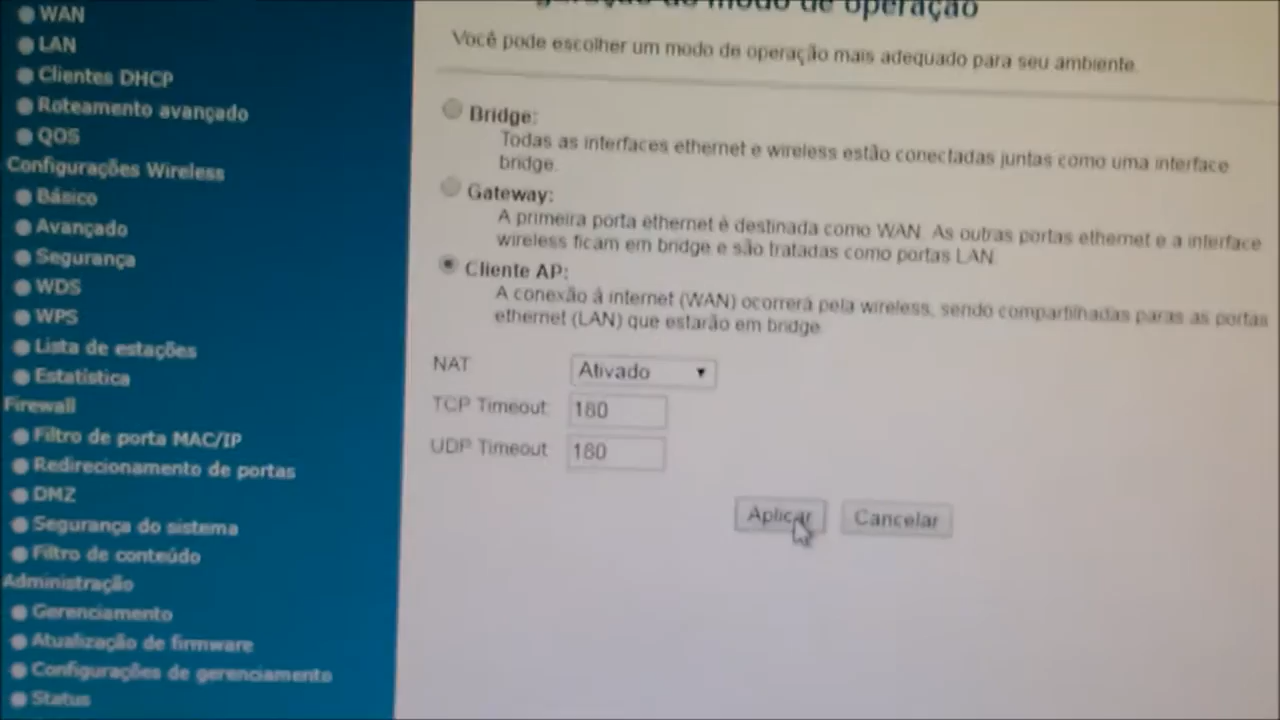 WAN
LAN
Clientes DHCP
Roteamento avançado
QOS
Configurações Wireless
Básico
Avançado
Segurança
WDS
WPS
Lista de estações
Estatística
Firewall
Filtro de porta MAC/IP
Redirecionamento de portas
DMZ
Segurança do sistema
Filtro de conteúdo
Administração
Gerenciamento
Atualização de firmware
Configurações de gerenciamento
Status
modo de operação
Você pode escolher um modo de operação mais adequado para seu ambiente.
Bridge:
Todas as interfaces ethernet e wireless estão conectadas juntas como uma interface
bridge.
Gateway:
A primeira porta ethernet é destinada como WAN. As outras portas ethernet e a interface
wireless ficam em bridge e são tratadas como portas LAN.
Cliente AP:
A conexão à internet (WAN) ocorrerá pela wireless, sendo compartilhadas paras as portas
ethernet (LAN) que estarão em bridge
NAT
Ativado
TCP Timeout:
180
UDP Timeout
180
Aplicar
Cancelar